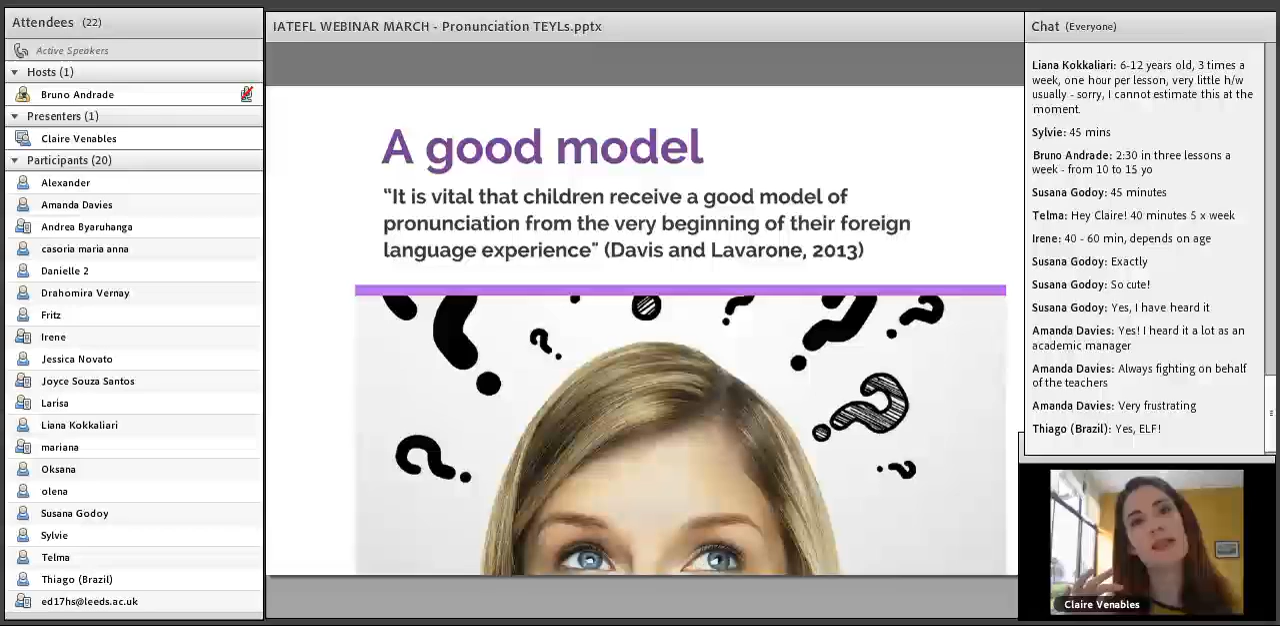 Attendees (22)
Active Speakers
Hosts (1)
Bruno Andrade
Presenters (1)
Claire Venables
Participants (20)
Alexander
Amanda Davies
Andrea Byaruhanga
casoria maria anna
Danielle 2
Drahomira Vernay
Fritz
Irene
Jessica Novato
Joyce Souza Santos
Larisa
Liana Kokkaliari
mariana
Oksana
olena
Susana Godoy
Sylvie
Telma
Thiago (Brazil)
ed17hs@leeds.ac.uk
IATEFL WEBINAR MARCH - Pronunciation TEYLs.pptx
A good model
"It is vital that children receive a good model of
pronunciation from the very beginning of their foreign
language experience" (Davis and Lavarone, 2013)
Chat (Everyone)
Liana Kokkaliari: 6-12 years old, 3 times a
week, one hour per lesson, very little h/w
usually - sorry, I cannot estimate this at the
moment.
Sylvie: 45 mins
Bruno Andrade: 2:30 in three lessons a
week - from 10 to 15 yo
Susana Godoy: 45 minutes
Telma: Hey Claire! 40 minutes 5 x week
Irene: 40 - 60 min, depends on age
Susana Godoy: Exactly
Susana Godoy: So cute!
Susana Godoy: Yes, I have heard it
Amanda Davies: Yes! I heard it a lot as an
academic manager
Amanda Davies: Always fighting on behalf
of the teachers
Amanda Davies: Very frustrating
Thiago (Brazil): Yes, ELF!
Claire Venables